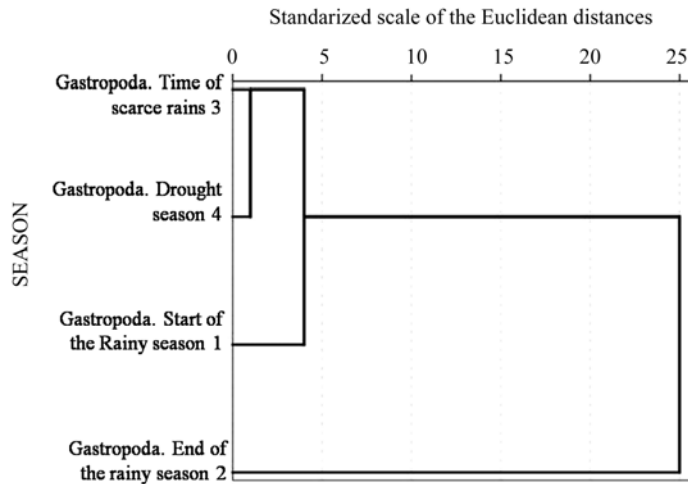 Standarized scale of the Euclidean distances
0 5 10 15 20 25
Gastropoda. Time of
scarce rains 3
Gastropoda. Drought
season 4
SEASON
Gastropoda. Start of
the Rainy season 1
Gastropoda. End of
the rainy season 2